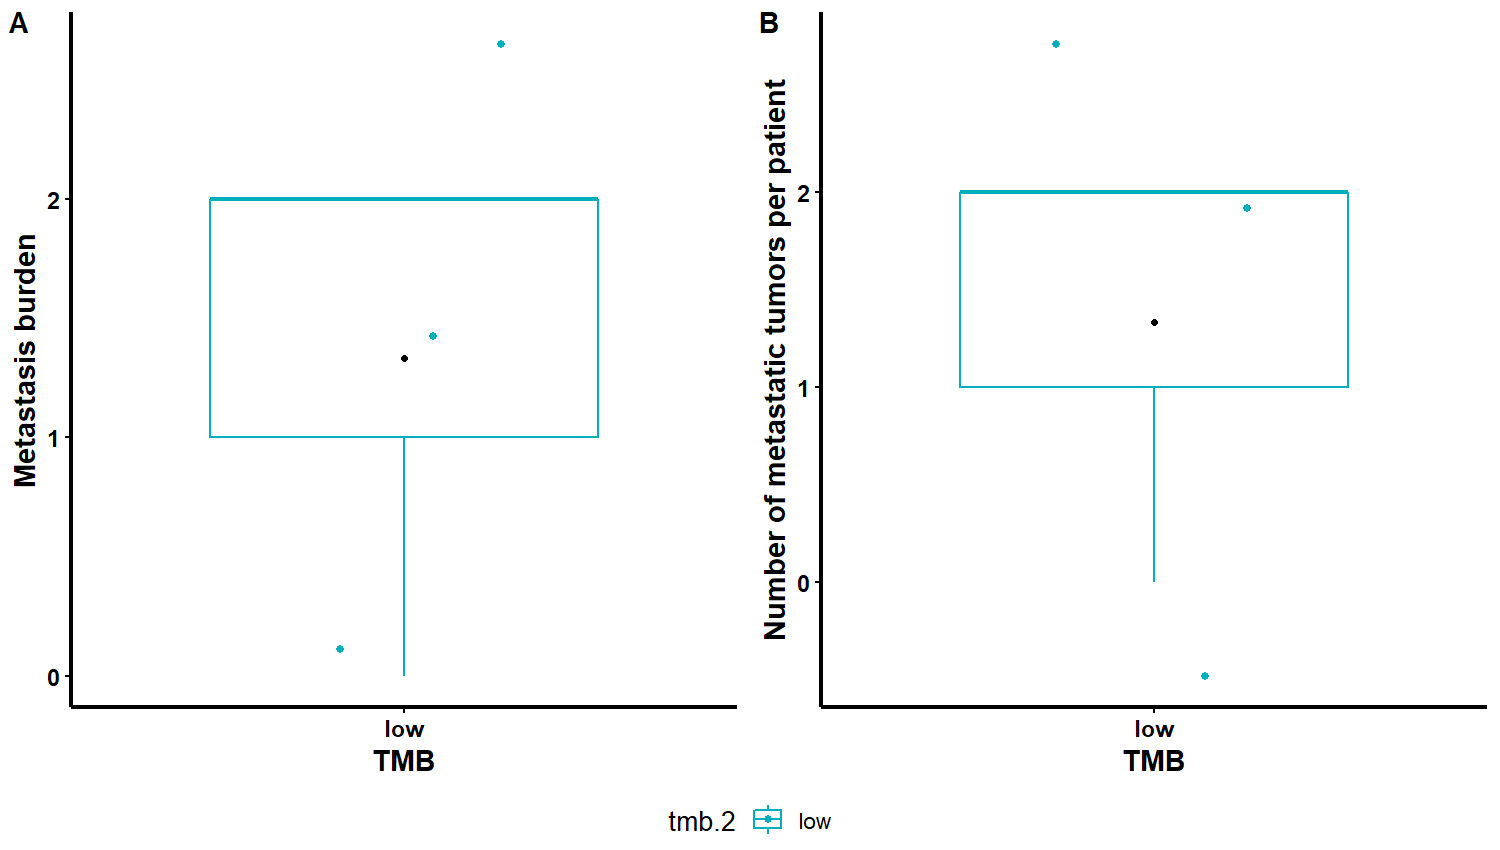 A
Metastasis burden
2
1
0
low
TMB
B
Number of metastatic tumors per patient
2
1
0
low
TMB
tmb.2 low